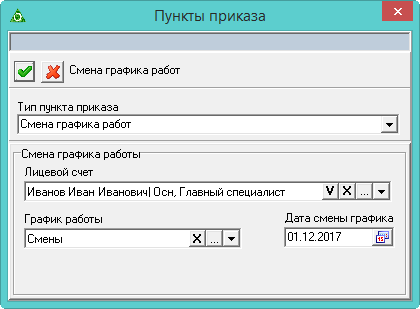 Пункты приказа
Смена графика работ
Тип пункта приказа
Смена графика работ
Смена графика работы
Лицевой счет
Иванов Иван Иванович| Осн, Главный специалист V X ...
График работы Дата смены графика
Смены X ... 01.12.2017 15